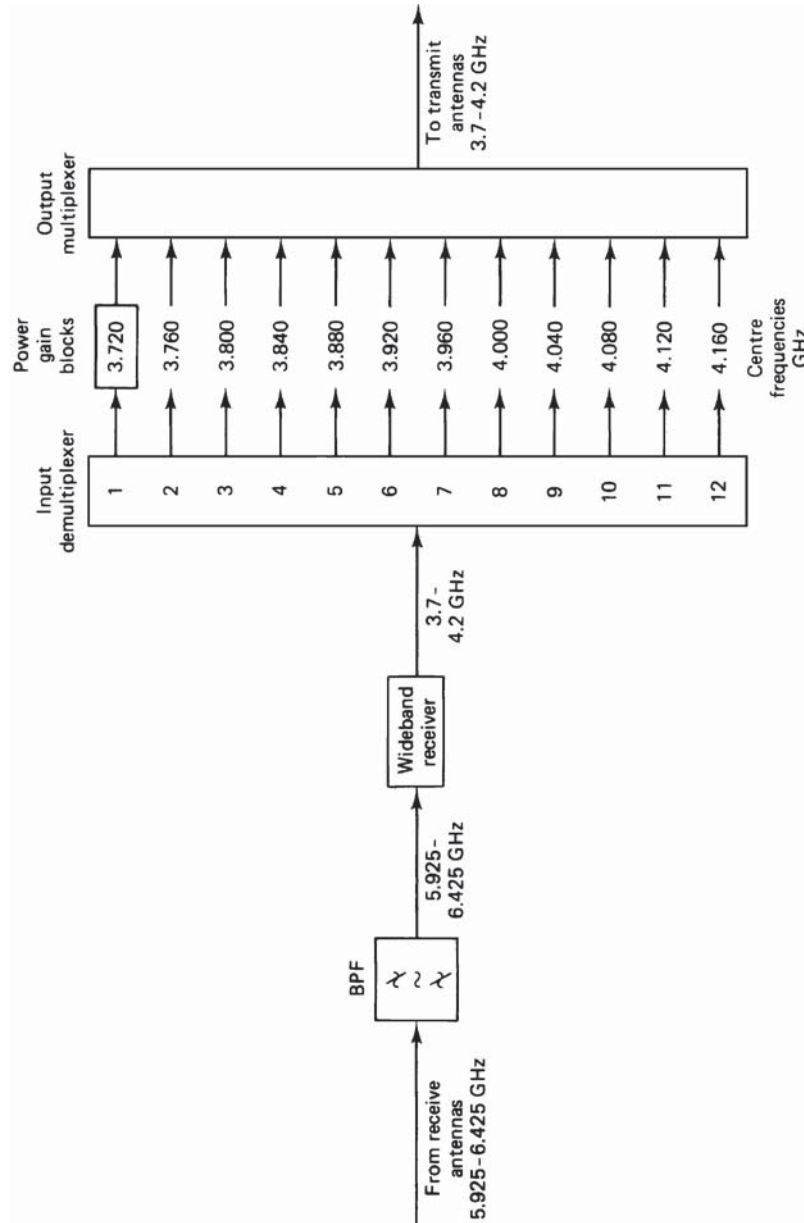 From receive
antennas
5.925-6.425 GHz
BPF
5.925-
6.425 GHz
Wideband
receiver
3.7-
4.2 GHz
Input
demultiplexer
1
2
3
4
5
6
7
8
9
10
11
12
Power
gain
blocks
3.720
3.760
3.800
3.840
3.880
3.920
3.960
4.000
4.040
4.080
4.120
4.160
Centre
frequencies
GHz
Output
multiplexer
To transmit
antennas
3.7-4.2 GHz